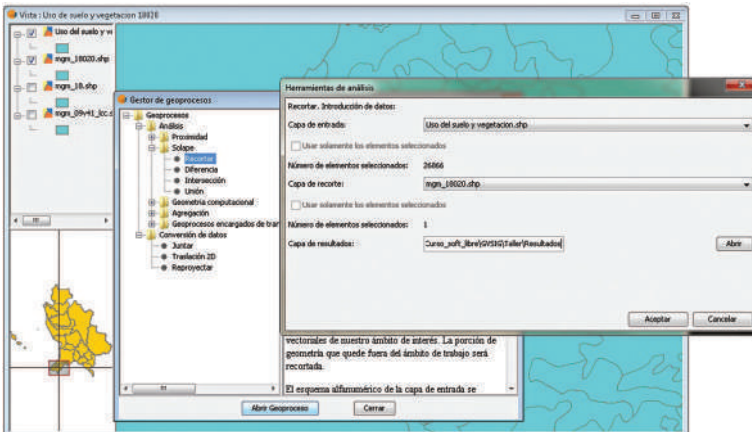 Vista : Uso de suelo y vegetacion 18020
Uso del suelo y ve
mgm_18020.shp
mgm_18.shp
mgm_09v41_lcc.s
Gestor de geoprocesos
Geoprocesos
Análisis
Proximidad
Solape
Recortar
Diferencia
Intersección
Unión
Geometria computacional
Agregación
Geoprocesos encargados de tran
Conversión de datos
Juntar
Traslación 2D
Reproyectar
Herramientas de análisis
Recortar. Introducción de datos:
Capa de entrada:
Uso del suelo y vegetacion.shp
Usar solamente los elementos seleccionados
Número de elementos seleccionados: 26866
Capa de recorte:
mgm_18020.shp
Usar solamente los elementos seleccionados
Número de elementos seleccionados: 1
Capa de resultados:
Curso_soft_libre\GVSIG\Taller\Resultados
Abrir
Aceptar
Cancelar
vectoriales de nuestro ámbito de interés. La porción de
geometría que quede fuera del ámbito de trabajo será
recortada.
El esquema alfanumérico de la capa de entrada se
Abrir Geoproceso
Cerrar